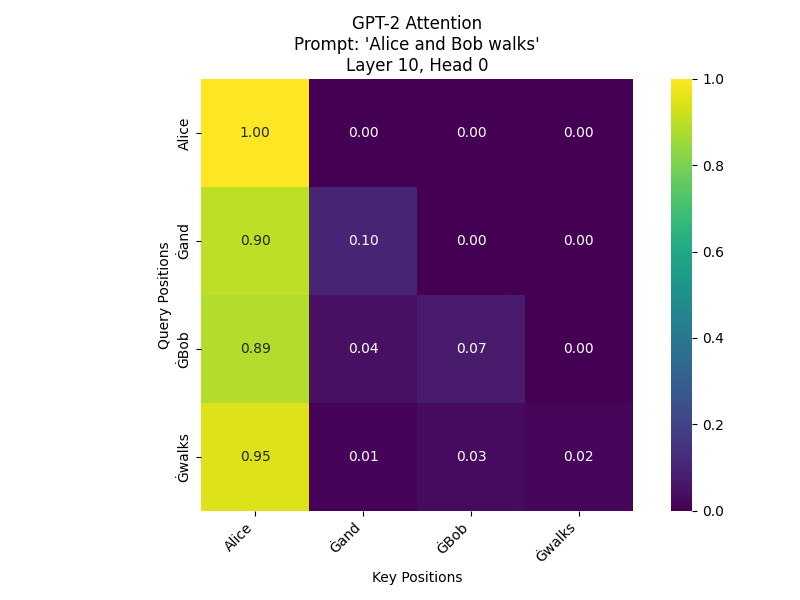 GPT-2 Attention
Prompt: 'Alice and Bob walks'
Layer 10, Head 0
Query Positions
Alice
Ġand
ĠBob
Ġwalks
1.00 0.00 0.00 0.00
0.90 0.10 0.00 0.00
0.89 0.04 0.07 0.00
0.95 0.01 0.03 0.02
Alice
Ġand
ĠBob
Ġwalks
Key Positions
1.0
0.8
0.6
0.4
0.2
0.0